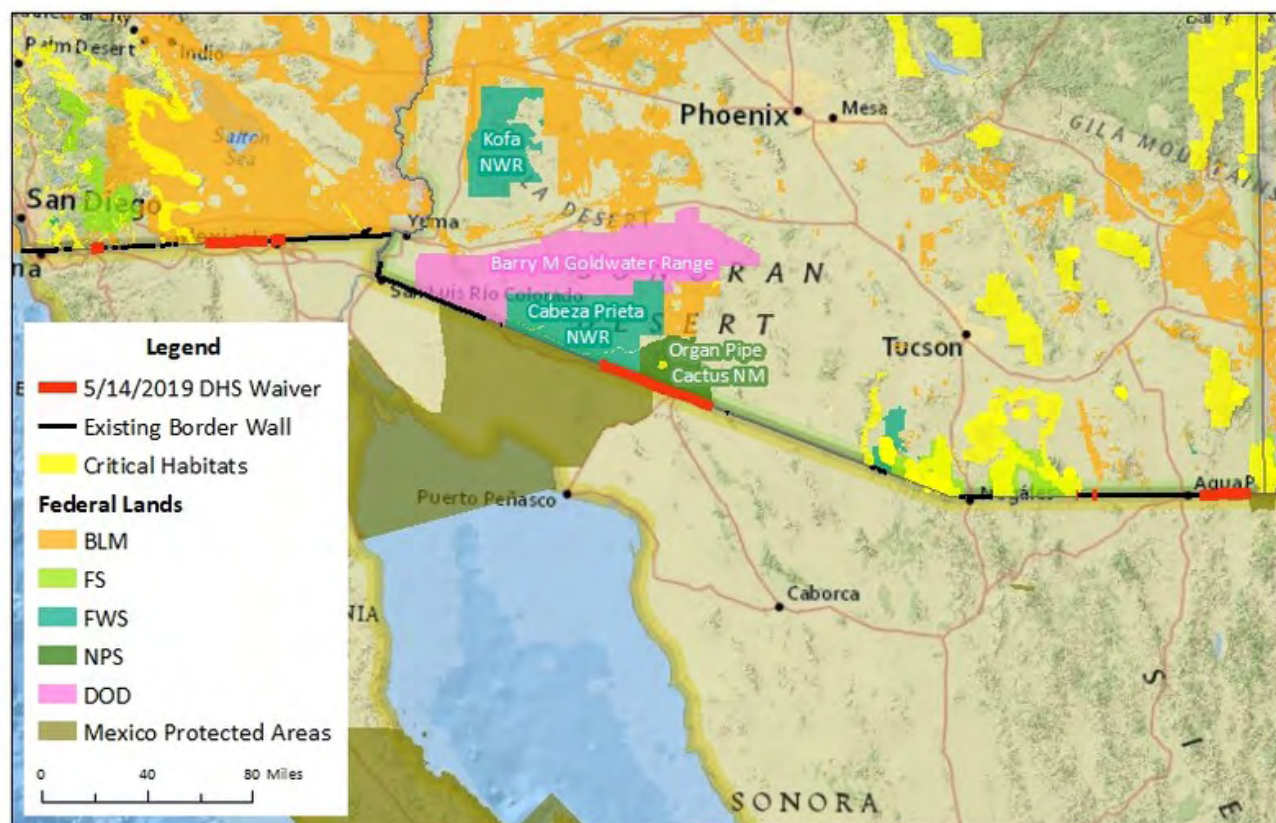 Palm Desert
Indio
Salton
Sea
San Diego
Phoenix
Mesa
Kofa
NWR
DESERT
GILA MOUNTAINS
Yuma
Barry M Goldwater Range
San Luis Río Colorado
Cabeza Prieta
NWR
DESERT
Organ Pipe
Cactus NM
Tucson
Nogales
Agua P
Puerto Peñasco
Caborca
SONORA
S I E
Legend
5/14/2019 DHS Waiver
Existing Border Wall
Critical Habitats
Federal Lands
BLM
FS
FWS
NPS
DOD
Mexico Protected Areas
0 40 80 Miles